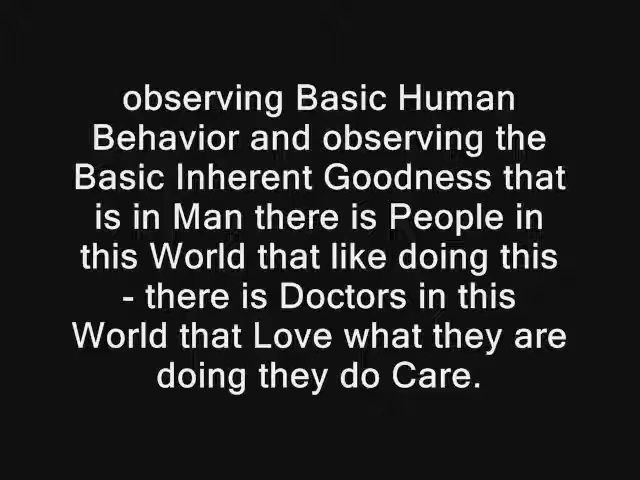 observing Basic Human
Behavior and observing the
Basic Inherent Goodness that
is in Man there is People in
this World that like doing this
- there is Doctors in this
World that Love what they are
doing they do Care.